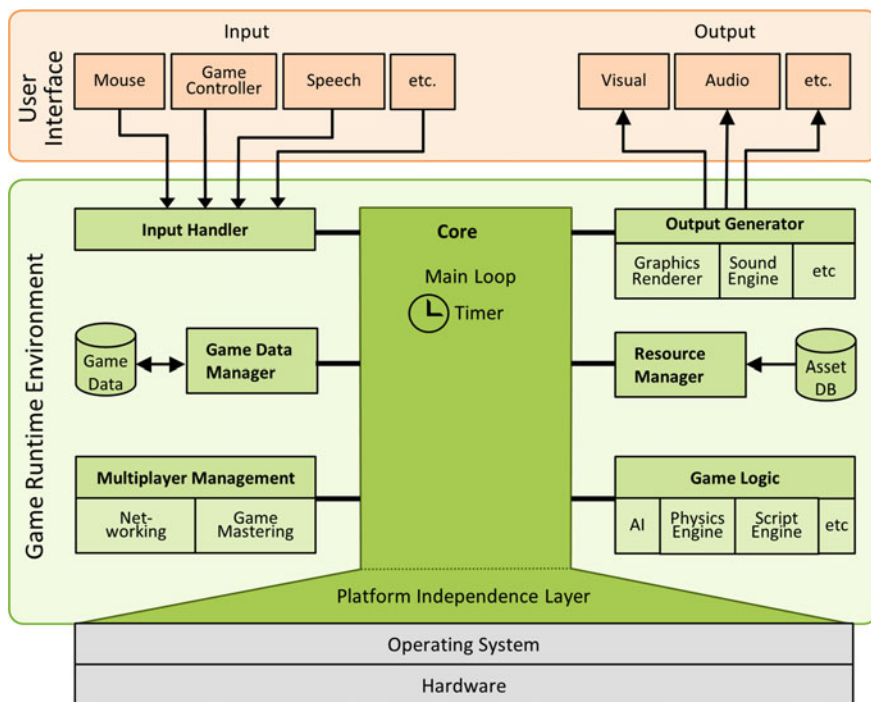 Input
Output
User
Interface
Mouse
Game
Controller
Speech
etc.
Visual
Audio
etc.
Game Runtime Environment
Input Handler
Core
Main Loop
Timer
Output Generator
Graphics
Renderer
Sound
Engine
etc
Game
Data
Game Data
Manager
Resource
Manager
Asset
DB
Multiplayer Management
Net-
working
Game
Mastering
Game Logic
AI
Physics
Engine
Script
Engine
etc
Platform Independence Layer
Operating System
Hardware